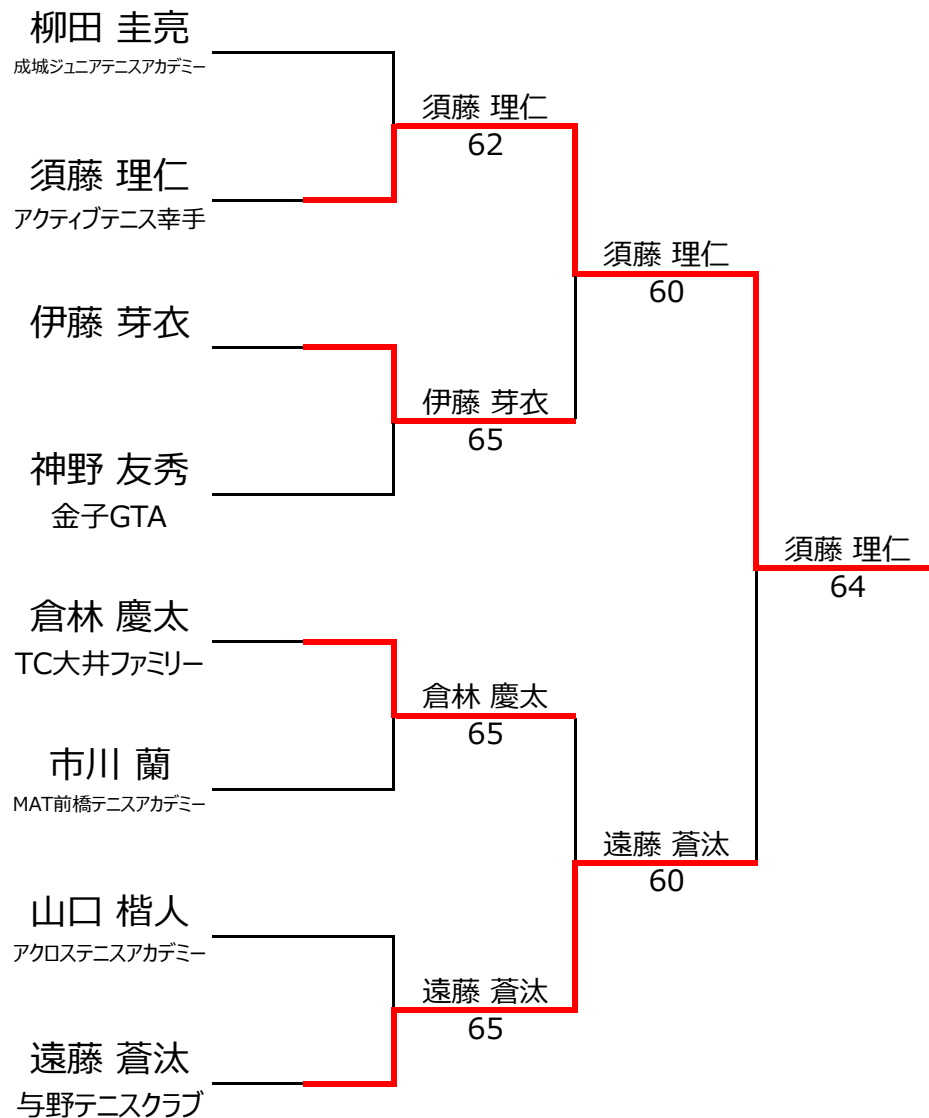 柳田 圭亮
成城ジュニアテニスアカデミー
須藤 理仁
62
須藤 理仁
アクティブテニス幸手
須藤 理仁
60
伊藤 芽衣
伊藤 芽衣
65
神野 友秀
金子GTA
須藤 理仁
64
倉林 慶太
TC大井ファミリー
倉林 慶太
65
市川 蘭
MAT前橋テニスアカデミー
遠藤 蒼汰
60
山口 楷人
アクロステニスアカデミー
遠藤 蒼汰
65
遠藤 蒼汰
与野テニスクラブ